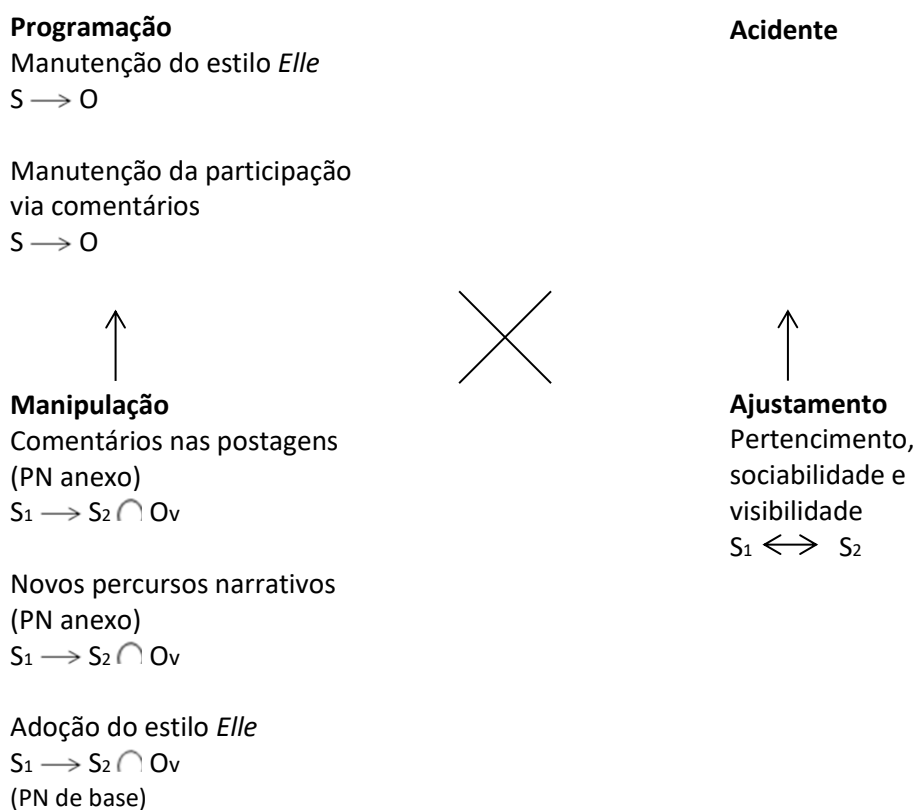 Programação
Manutenção do estilo Elle
S ⟶ O
Manutenção da participação
via comentários
S ⟶ O
Acidente
Manipulação
Comentários nas postagens
(PN anexo)
S₁ ⟶ S₂ ∩ Ov
Novos percursos narrativos
(PN anexo)
S₁ ⟶ S₂ ∩ Ov
Adoção do estilo Elle
S₁ ⟶ S₂ ∩ Ov
(PN de base)
Ajustamento
Pertencimento,
sociabilidade e
visibilidade
S₁ ⟷ S₂